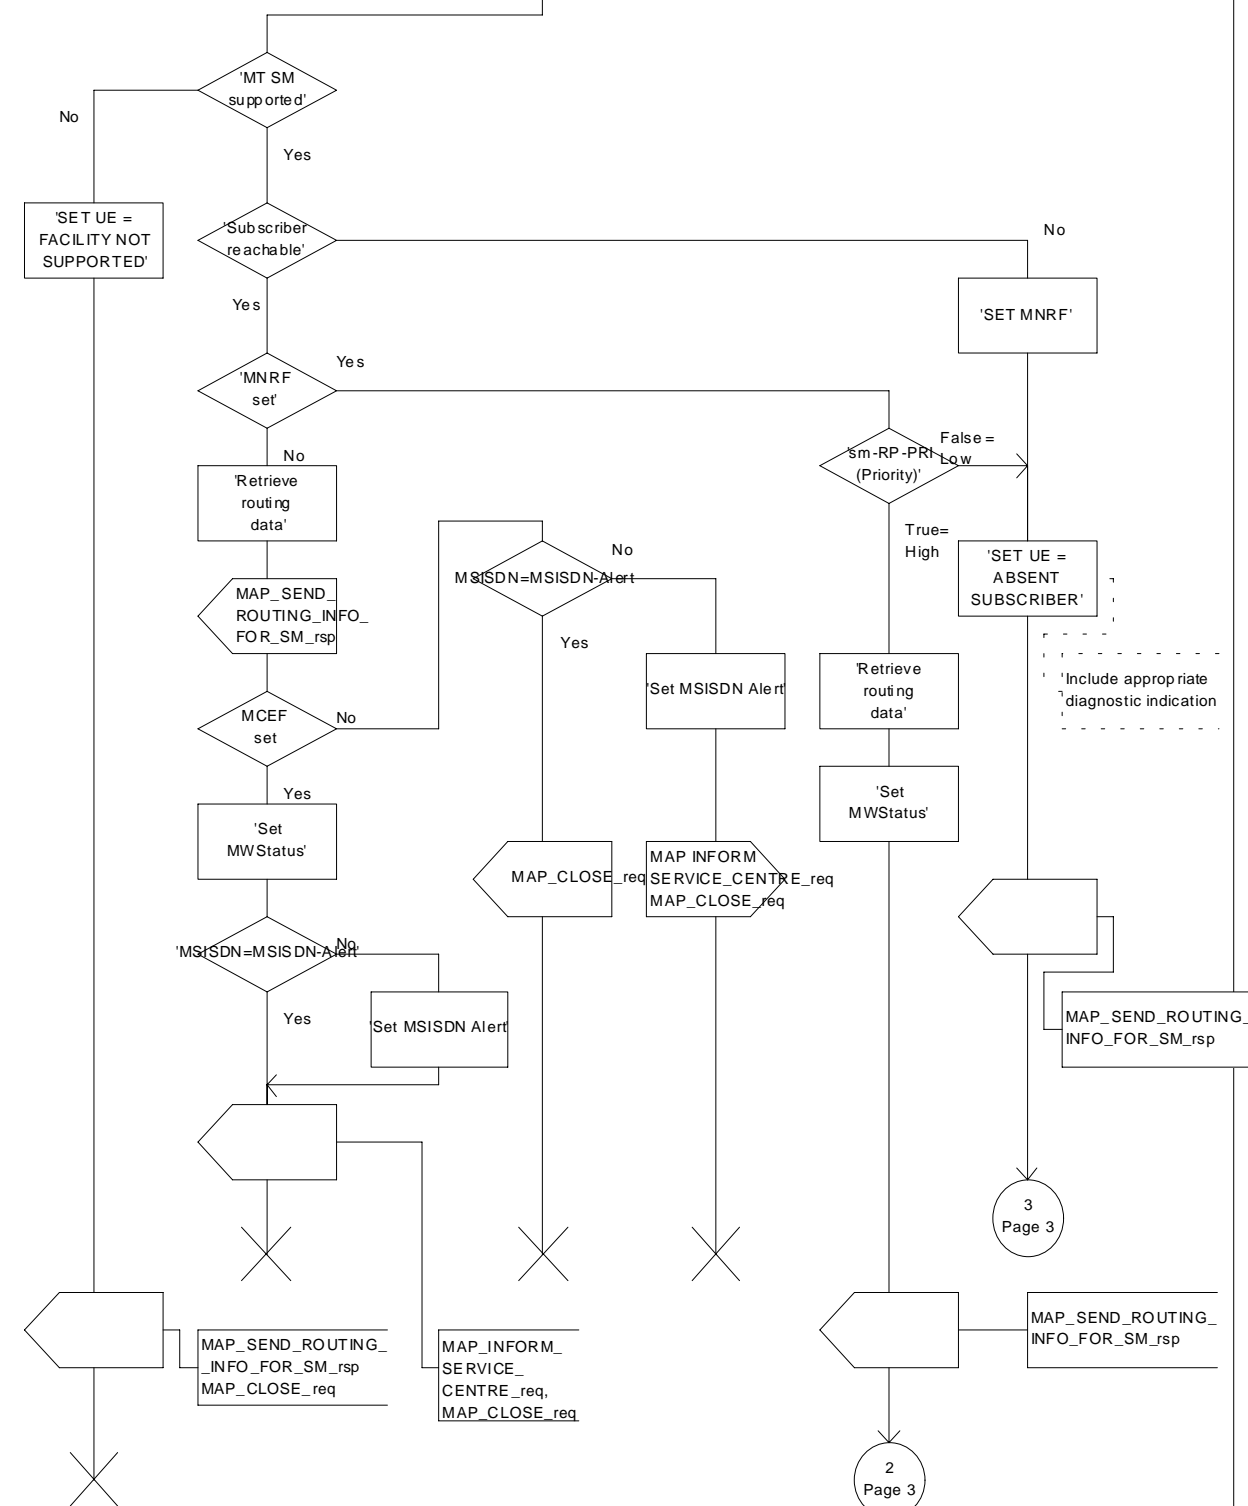 'MT SM
supported'
No
Yes
'SET UE =
FACILITY NOT
SUPPORTED'
'Subscriber
reachable'
No
Yes
'SET MNRF'
'MNRF
set'
Yes
No
'sm-RP-PRI
(Priority)'
False =
Low
True=
High
'Retrieve
routing
data'
MAP_SEND_
ROUTING_INFO_
FOR_SM_rsp
MSISDN=MSISDN-Alert
No
Yes
'SET UE =
ABSENT
SUBSCRIBER'
Include appropriate
diagnostic indication
'Set MSISDN Alert'
'Retrieve
routing
data'
MCEF
set
No
Yes
'Set
MWStatus'
'Set
MWStatus'
MAP_CLOSE_req
MAP INFORM
SERVICE_CENTRE_req
MAP_CLOSE_req
'MSISDN=MSISDN-Alert'
No
Yes
'Set MSISDN Alert'
MAP_SEND_ROUTING_
INFO_FOR_SM_rsp
3
Page 3
MAP_SEND_ROUTING_
_INFO_FOR_SM_rsp
MAP_CLOSE_req
MAP_INFORM_
SERVICE_
CENTRE_req,
MAP_CLOSE_req
MAP_SEND_ROUTING_
INFO_FOR_SM_rsp
2
Page 3